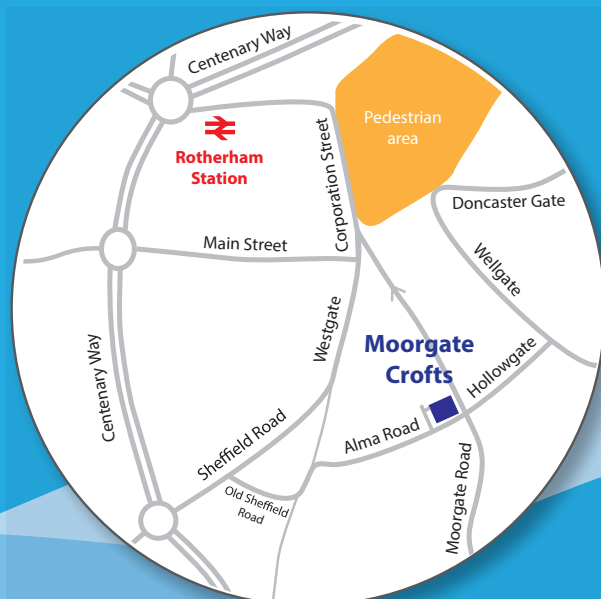 Centenary Way
Pedestrian
area
Rotherham
Station
Corporation Street
Doncaster Gate
Main Street
Wellgate
Westgate
Moorgate
Crofts
Hollowgate
Centenary Way
Sheffield Road
Alma Road
Old Sheffield
Road
Moorgate Road